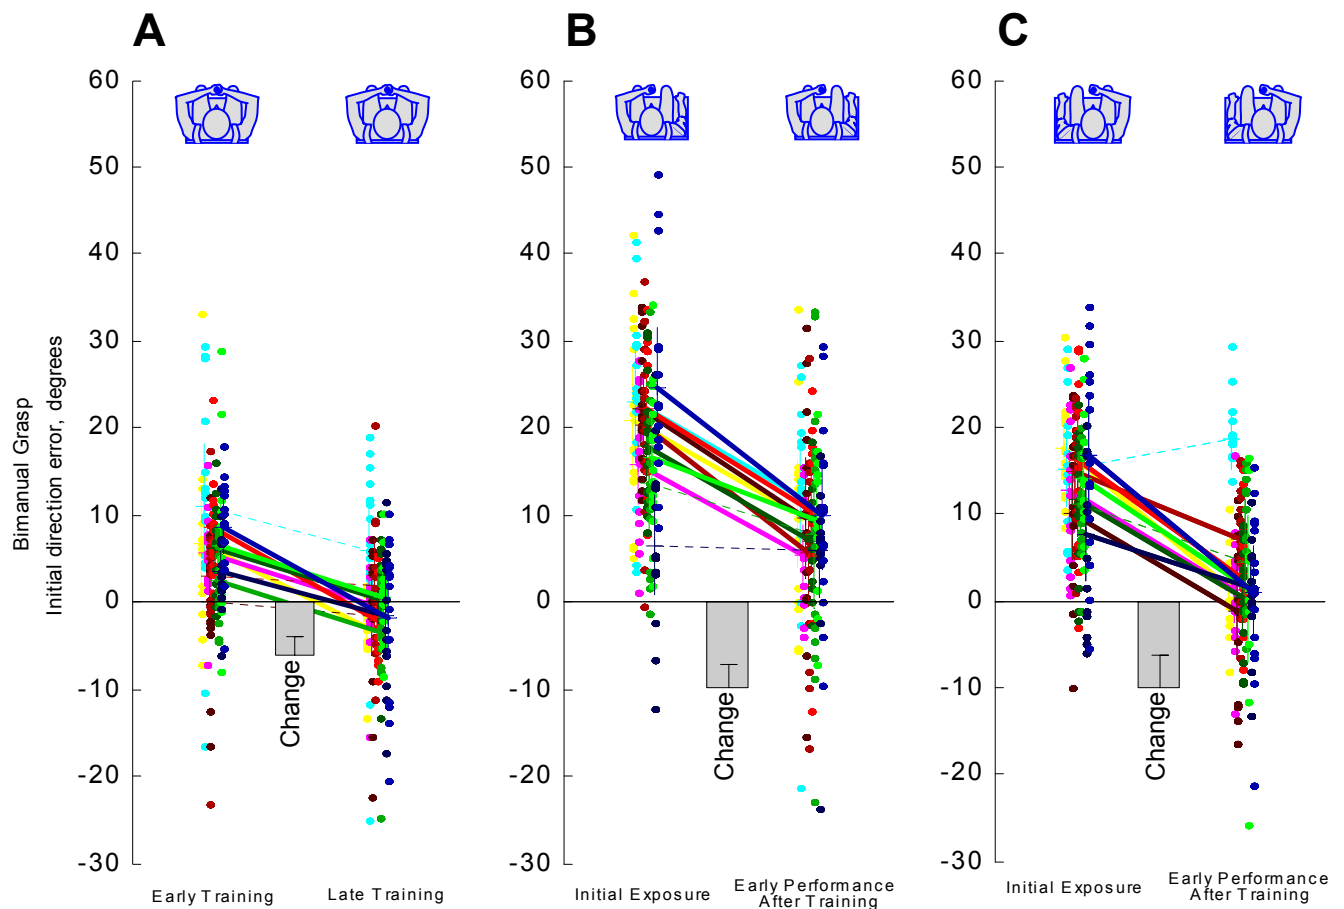 A
B
C
Bimanual Grasp
Initial direction error, degrees
60
50
40
30
20
10
0
-10
-20
-30
Change
Early Training
Late Training
60
50
40
30
20
10
0
-10
-20
-30
Change
Initial Exposure
Early Performance
After Training
60
50
40
30
20
10
0
-10
-20
-30
Change
Initial Exposure
Early Performance
After Training